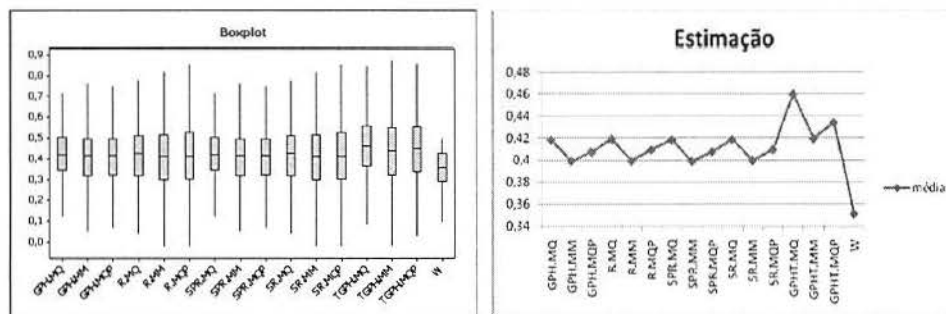 Boxplot
0,9
0,8
0,7
0,6
0,5
0,4
0,3
0,2
0,1
0,0
GPH.MQ
GPH.MM
GPH.MQP
R.MQ
R.MM
R.MQP
SPR.MQ
SPR.MM
SPR.MQP
SR.MQ
SR.MM
SR.MQP
TGPH.MQ
TGPH.MM
TGPH.MQP
W
Estimação
0,48
0,46
0,44
0,42
0,4
0,38
0,36
0,34
GPH.MQ
GPH.MM
GPH.MQP
R.MQ
R.MM
R.MQP
SPR.MQ
SPR.MM
SPR.MQP
SR.MQ
SR.MM
SR.MQP
GPHT.MQ
GPHT.MM
GPHT.MQP
W
média